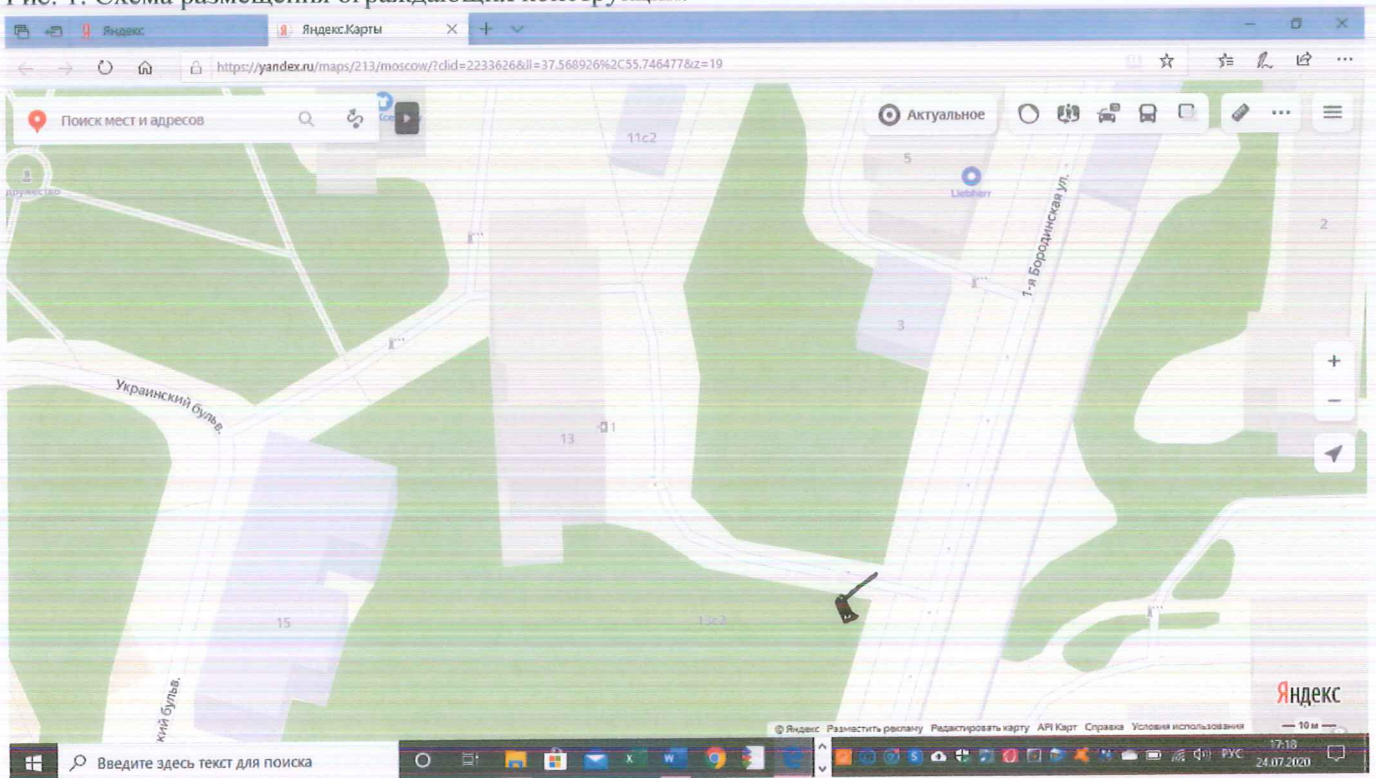 Рис. 1. Схема размещения ограждающих конструкций.
Яндекс
Яндекс.Карты
https://yandex.ru/maps/213/moscow/?clid=2233626&ll=37.568926%2C55.746477&z=19
Поиск мест и адресов
Актуальное
11с2
5
Liebherr
2
1-я Бородинская ул.
3
Украинский бульв.
13
1
15
13с2
кий бульв.
Яндекс
© Яндекс Разместить рекламу Редактировать карту API Карт Справка Условия использования
10 м
Введите здесь текст для поиска
РУС
17:18
24.07.2020